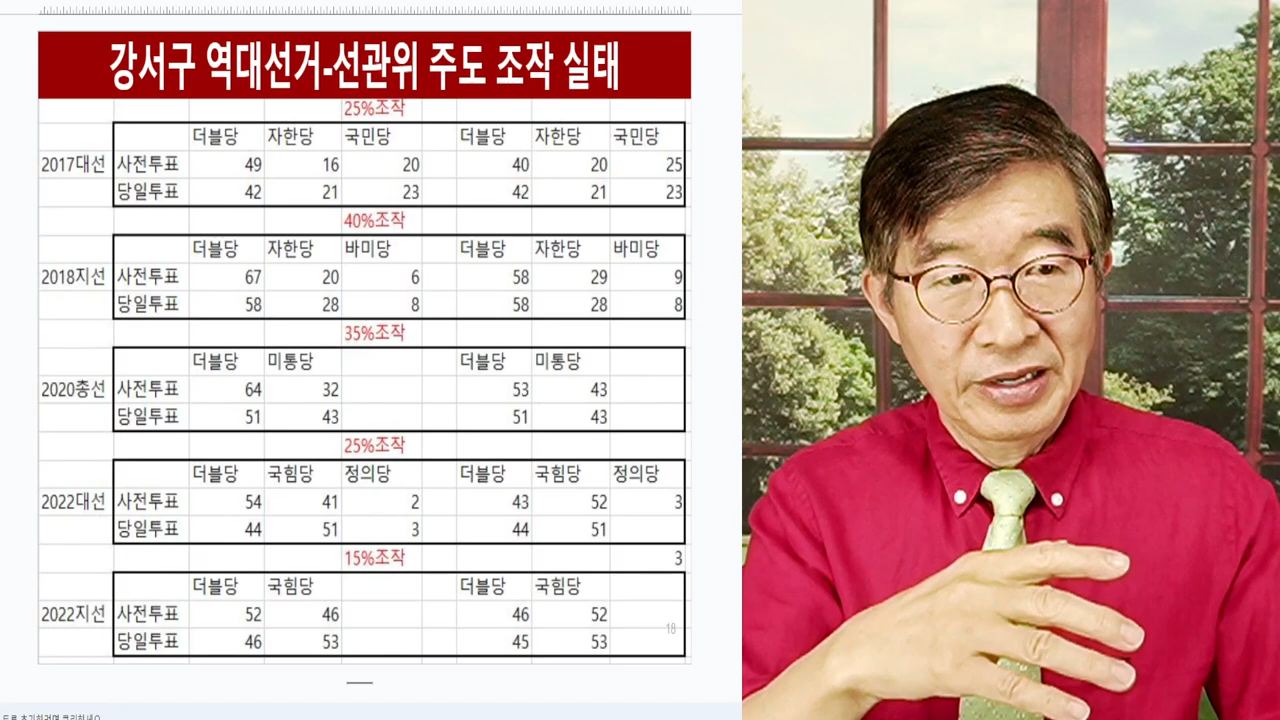 강서구 역대선거-선관위 주도 조작 실태
25%조작
더블당 자한당 국민당 더블당 자한당 국민당
2017대선 사전투표 49 16 20 40 20 25
당일투표 42 21 23 42 21 23
40%조작
더블당 자한당 바미당 더블당 자한당 바미당
2018지선 사전투표 67 20 6 58 29 9
당일투표 58 28 8 58 28 8
35%조작
더블당 미통당 더블당 미통당
2020총선 사전투표 64 32 53 43
당일투표 51 43 51 43
25%조작
더블당 국힘당 정의당 더블당 국힘당 정의당
2022대선 사전투표 54 41 2 43 52 3
당일투표 44 51 3 44 51
15%조작 3
더블당 국힘당 더블당 국힘당
2022지선 사전투표 52 46 46 52
18
당일투표 46 53 45 53